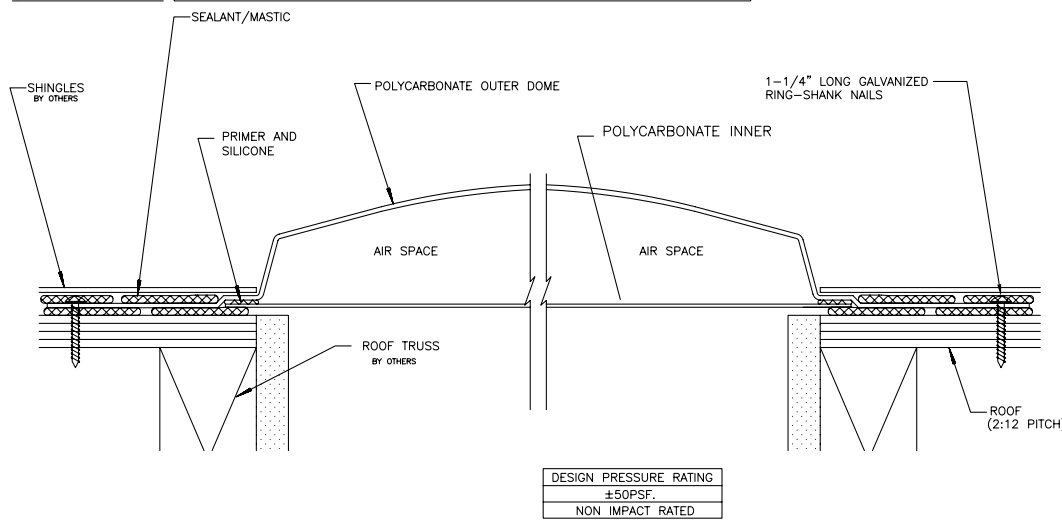 SEALANT/MASTIC
SHINGLES
BY OTHERS
POLYCARBONATE OUTER DOME
1-1/4" LONG GALVANIZED
RING-SHANK NAILS
PRIMER AND
SILICONE
POLYCARBONATE INNER
AIR SPACE
AIR SPACE
ROOF TRUSS
BY OTHERS
ROOF
(2:12 PITCH)
DESIGN PRESSURE RATING
±50PSF.
NON IMPACT RATED